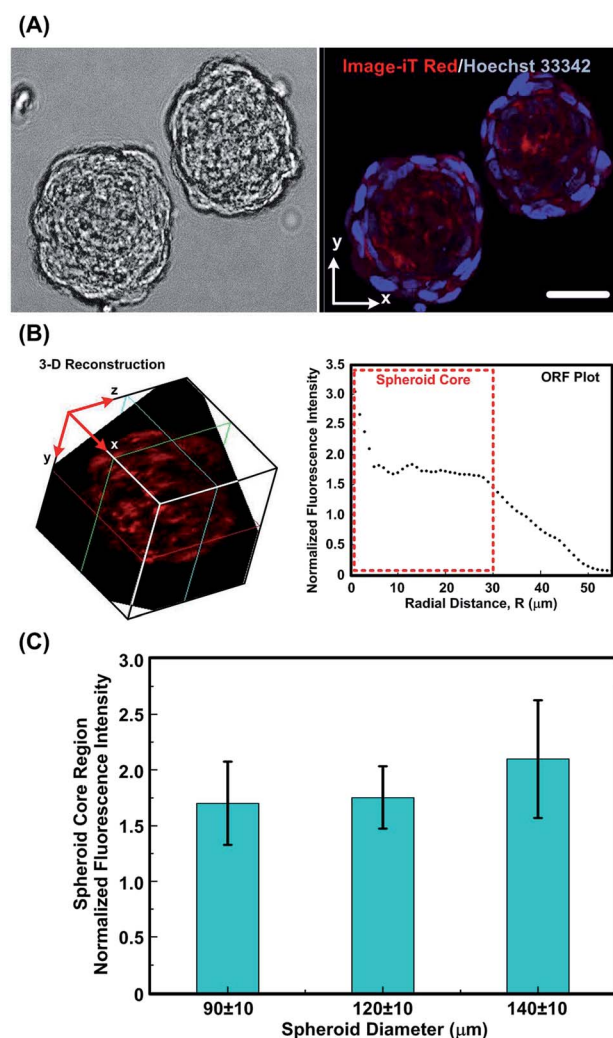 (A)
Image-iT Red/Hoechst 33342
y
x
(B)
3-D Reconstruction
z
x
y
Normalized Fluorescence Intensity
3.5
3.0
2.5
2.0
1.5
1.0
0.5
0
Spheroid Core
ORF Plot
0 10 20 30 40 50
Radial Distance, R (μm)
(C)
Spheroid Core Region
Normalized Fluorescence Intensity
3.0
2.5
2.0
1.5
1.0
0.5
0
90±10 120±10 140±10
Spheroid Diameter (μm)